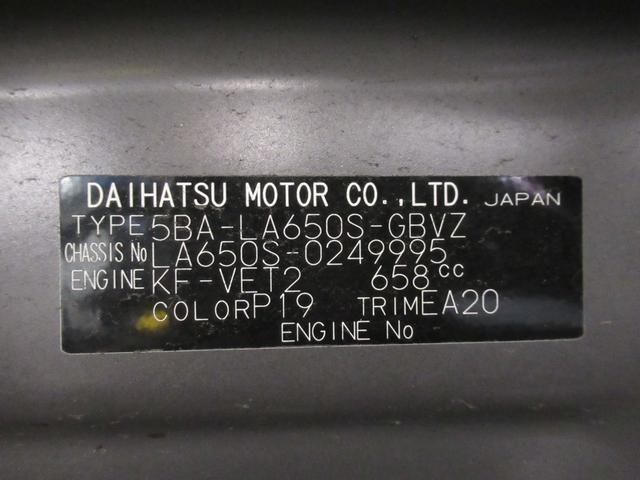 DAIHATSU MOTOR CO.,LTD. JAPAN
TYPE 5BA-LA650S-GBVZ
CHASSIS No LA650S-0249995
ENGINE KF-VET2 658cc
COLOR P19 TRIM EA20
ENGINE No